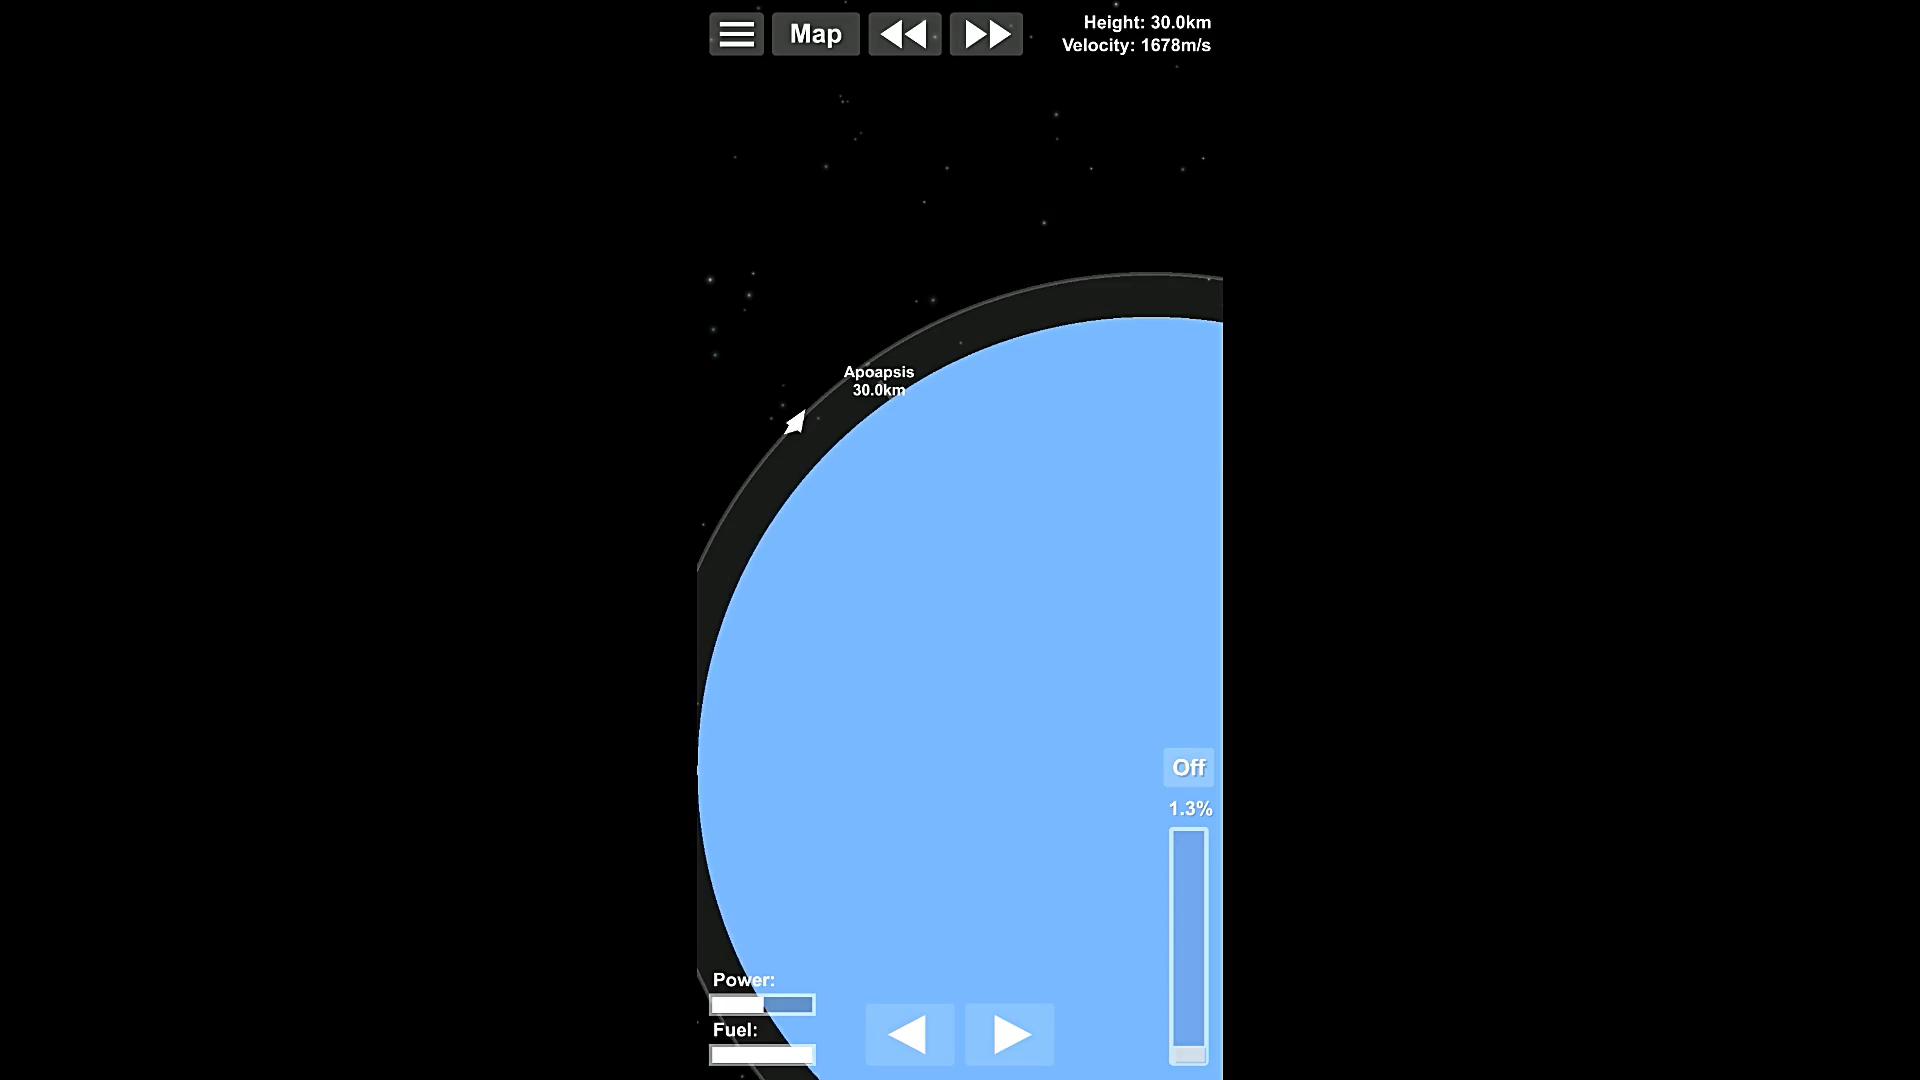 Map
Height: 30.0km
Velocity: 1678m/s
Apoapsis
30.0km
Off
1.3%
Power:
Fuel: